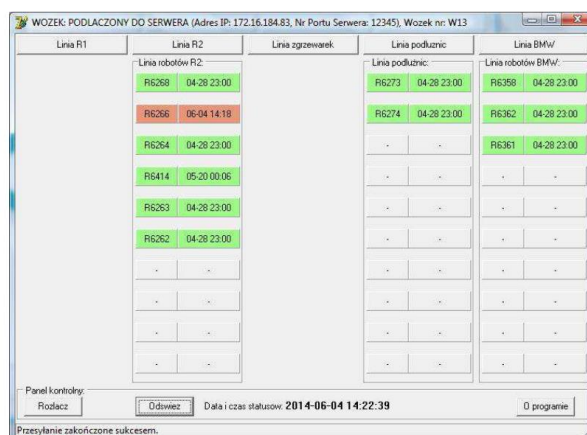 WOZEK: PODLACZONY DO SERWERA (Adres IP: 172.16.184.83, Nr Portu Serwera: 12345), Wozek nr: W13
Linia R1 Linia R2 Linia zgrzewarek Linia podluznic Linia BMW
Linia robotów R2: Linia podluznic: Linia robotów BMW:
R6268 04-28 23:00 R6273 04-28 23:00 R6358 04-28 23:00
R6266 06-04 14:18 R6274 04-28 23:00 R6362 04-28 23:00
R6264 04-28 23:00 - - R6361 04-28 23:00
R6414 05-20 00:06 - - - -
R6263 04-28 23:00 - - - -
R6262 04-28 23:00 - - - -
- - - - - -
- - - - - -
- - - - - -
- - - - - -
Panel kontrolny:
Rozlacz Odswiez Data i czas statusow: 2014-06-04 14:22:39 O programie
Przesyłanie zakończone sukcesem.